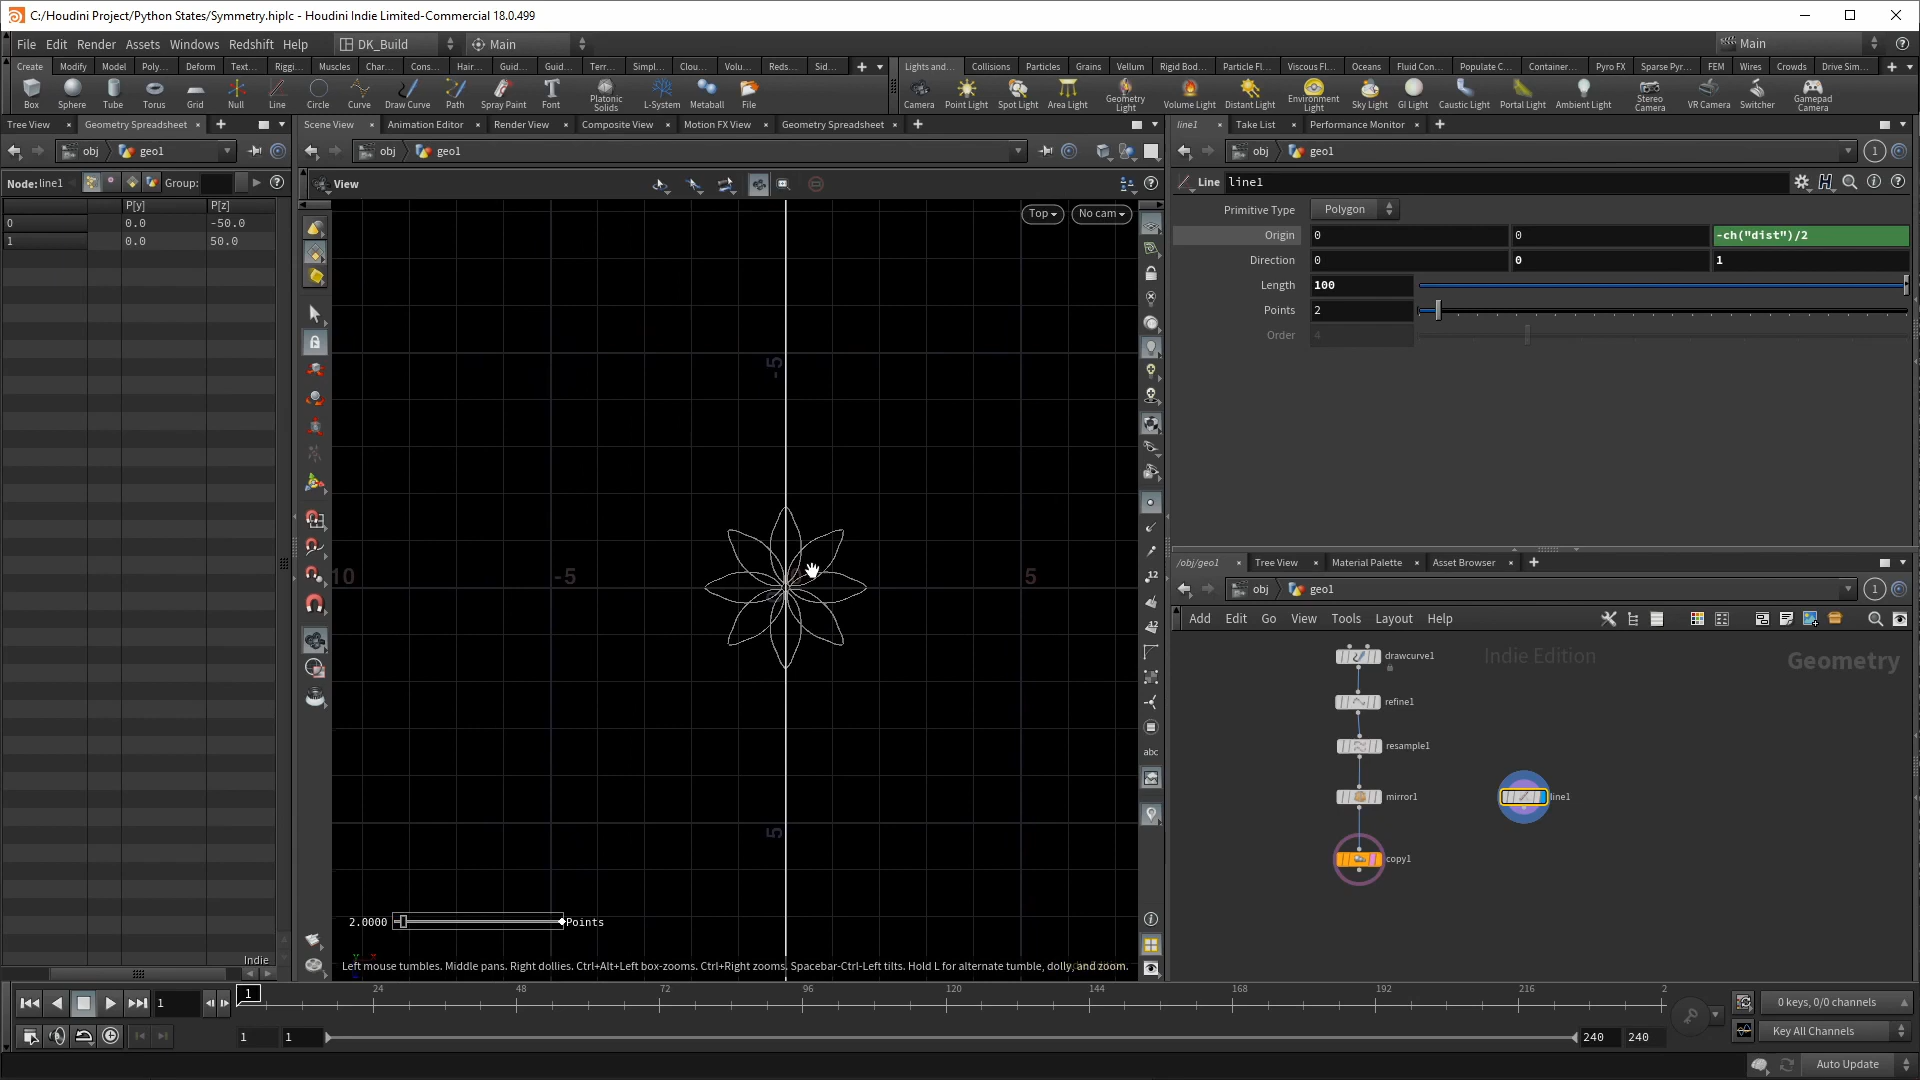 C:/Houdini Project/Python States/Symmetry.hiplc - Houdini Indie Limited-Commercial 18.0.499
File Edit Render Assets Windows Redshift Help DK_Build Main Main
Create Modify Model Poly... Deform Text... Riggi... Muscles Char... Cons... Hair... Guid... Guid... Terr... Simpl... Clou... Volu... Reds... Sid...
Lights and... Collisions Particles Grains Vellum Rigid Bod... Particle Fl... Viscous Fl... Oceans Fluid Con... Populate C... Container... Pyro FX Sparse Pyr... FEM Wires Crowds Drive Sim...
Box Sphere Tube Torus Grid Null Line Circle Curve Draw Curve Path Spray Paint Font Platonic Solids L-System Metaball File
Camera Point Light Spot Light Area Light Geometry Light Volume Light Distant Light Environment Light Sky Light GI Light Caustic Light Portal Light Ambient Light Stereo Camera VR Camera Switcher Gamepad Camera
Tree View Geometry Spreadsheet
Scene View Animation Editor Render View Composite View Motion FX View Geometry Spreadsheet
line1 Take List Performance Monitor
obj geo1
obj geo1
obj geo1 1
Node: line1 Group:
View
Line line1
P[y] P[z]
0 0.0 -50.0
1 0.0 50.0
Top No cam
Primitive Type Polygon
Origin 0 0 -ch("dist")/2
Direction 0 0 1
Length 100
Points 2
Order 4
-5
10 -5 5
5
12
12
abc
2.0000 Points
Left mouse tumbles. Middle pans. Right dollies. Ctrl+Alt+Left box-zooms. Ctrl+Right zooms. Spacebar-Ctrl-Left tilts. Hold L for alternate tumble, dolly, and zoom.
Indie
/obj/geo1 Tree View Material Palette Asset Browser
obj geo1 1
Add Edit Go View Tools Layout Help
Indie Edition
Geometry
drawcurve1
refine1
resample1
mirror1
line1
copy1
1 1 24 48 72 96 120 144 168 192 216 2
0 keys, 0/0 channels
1 1 240 240
Key All Channels
Auto Update